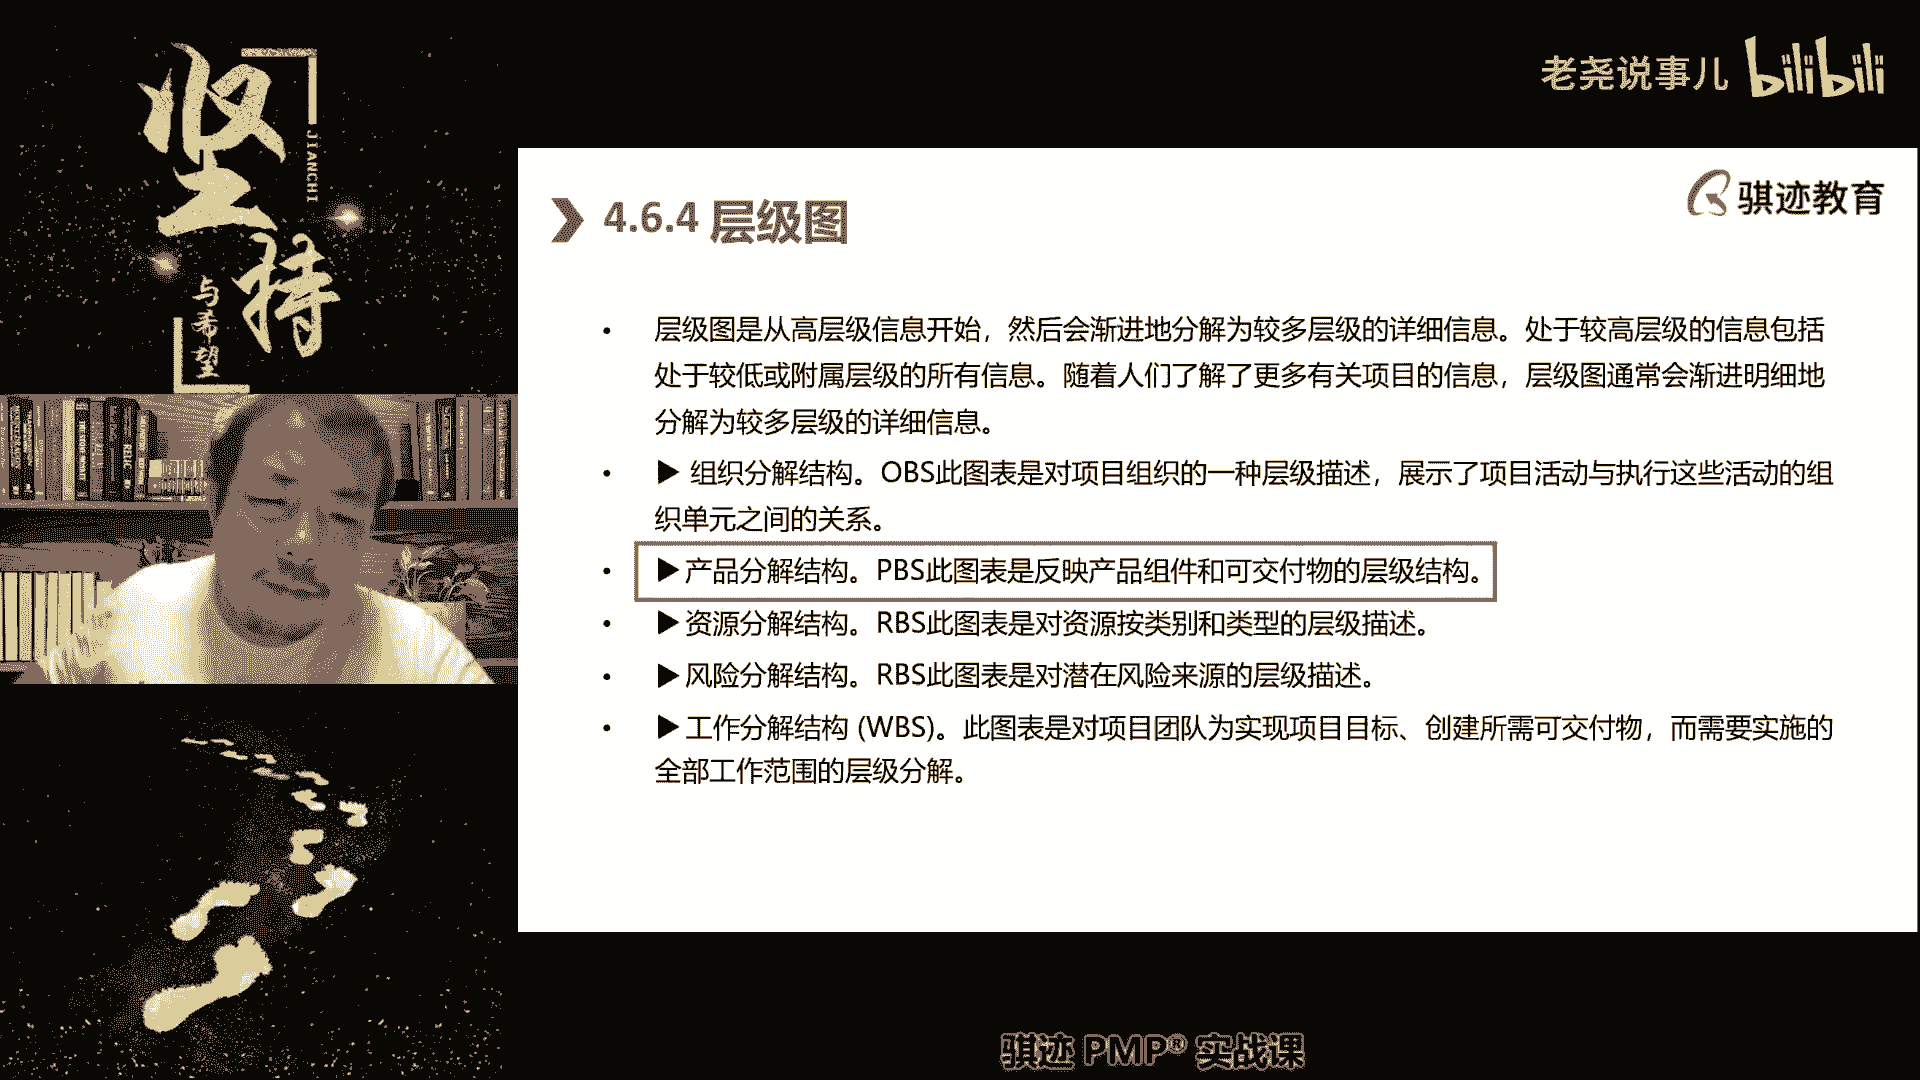 坚持
JIANCHI
与希望
老尧说事儿 bilibili
骐迹教育
4.6.4 层级图
• 层级图是从高层级信息开始，然后会渐进地分解为较多层级的详细信息。处于较高层级的信息包括
处于较低或附属层级的所有信息。随着人们了解了更多有关项目的信息，层级图通常会渐进明细地
分解为较多层级的详细信息。
• ▶ 组织分解结构。OBS此图表是对项目组织的一种层级描述，展示了项目活动与执行这些活动的组
织单元之间的关系。
• ▶产品分解结构。PBS此图表是反映产品组件和可交付物的层级结构。
• ▶资源分解结构。RBS此图表是对资源按类别和类型的层级描述。
• ▶风险分解结构。RBS此图表是对潜在风险来源的层级描述。
• ▶工作分解结构 (WBS)。此图表是对项目团队为实现项目目标、创建所需可交付物，而需要实施的
全部工作范围的层级分解。
骐迹 PMP® 实战课